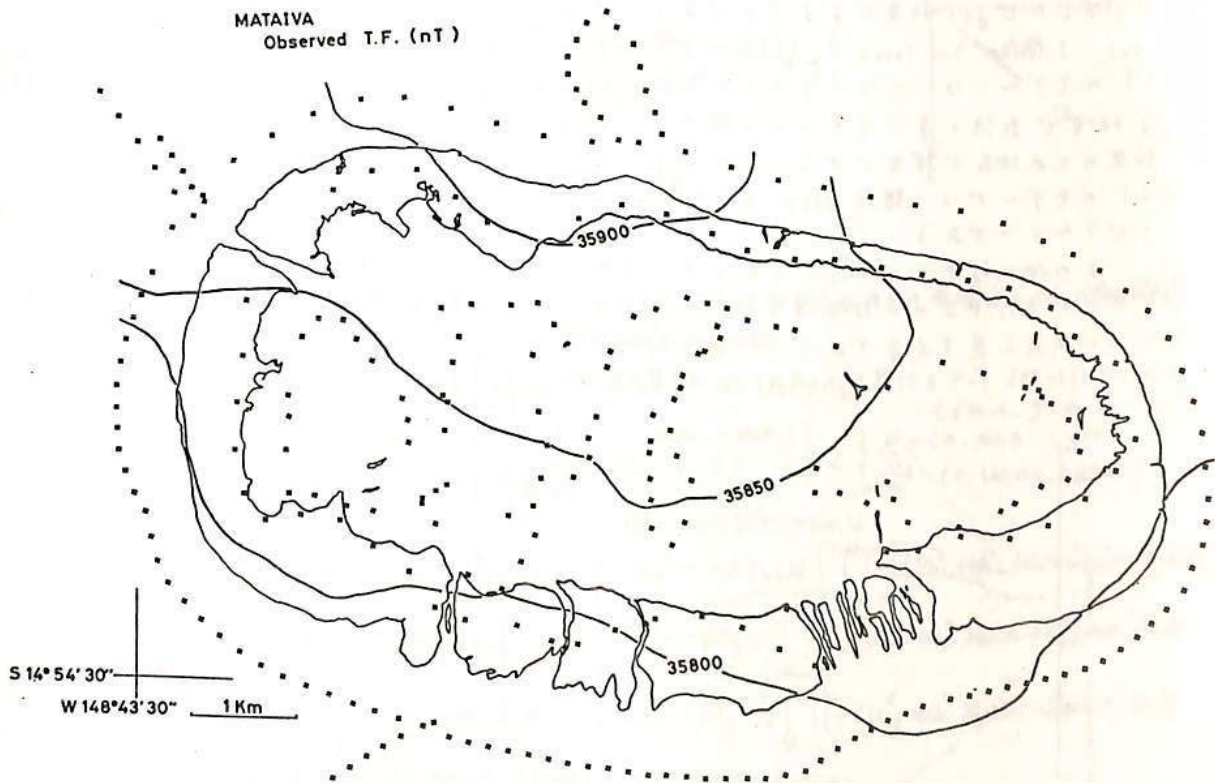 MATAIVA
Observed T.F. (nT)
35900
35850
35800
S 14° 54' 30"
W 148°43'30"
1 Km